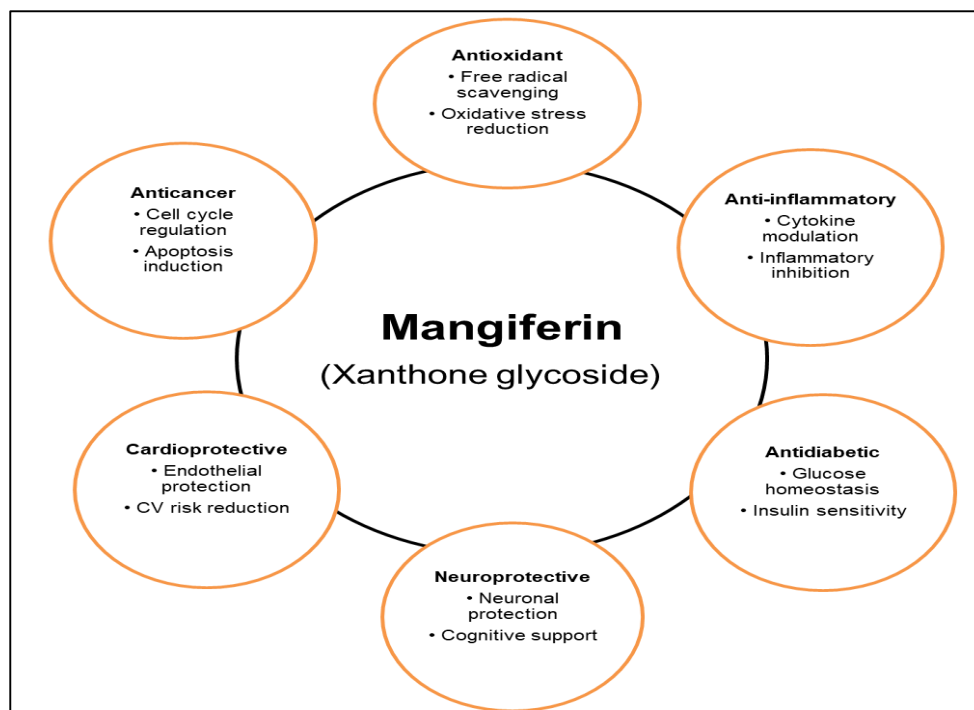 Antioxidant
• Free radical
scavenging
• Oxidative stress
reduction
Anti-inflammatory
• Cytokine
modulation
• Inflammatory
inhibition
Antidiabetic
• Glucose
homeostasis
• Insulin sensitivity
Neuroprotective
• Neuronal
protection
• Cognitive support
Cardioprotective
• Endothelial
protection
• CV risk reduction
Anticancer
• Cell cycle
regulation
• Apoptosis
induction
Mangiferin
(Xanthone glycoside)